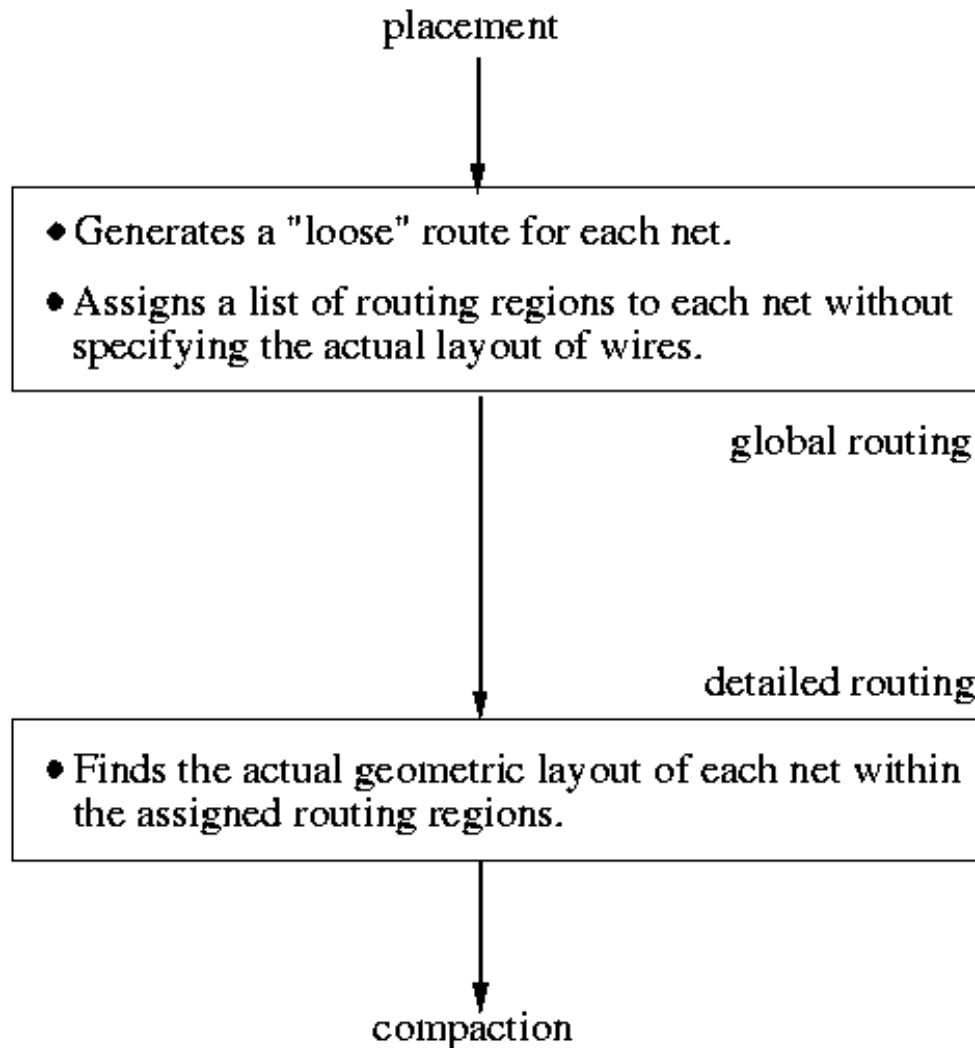 placement
• Generates a "loose" route for each net.
• Assigns a list of routing regions to each net without
specifying the actual layout of wires.
global routing
detailed routing
• Finds the actual geometric layout of each net within
the assigned routing regions.
compaction